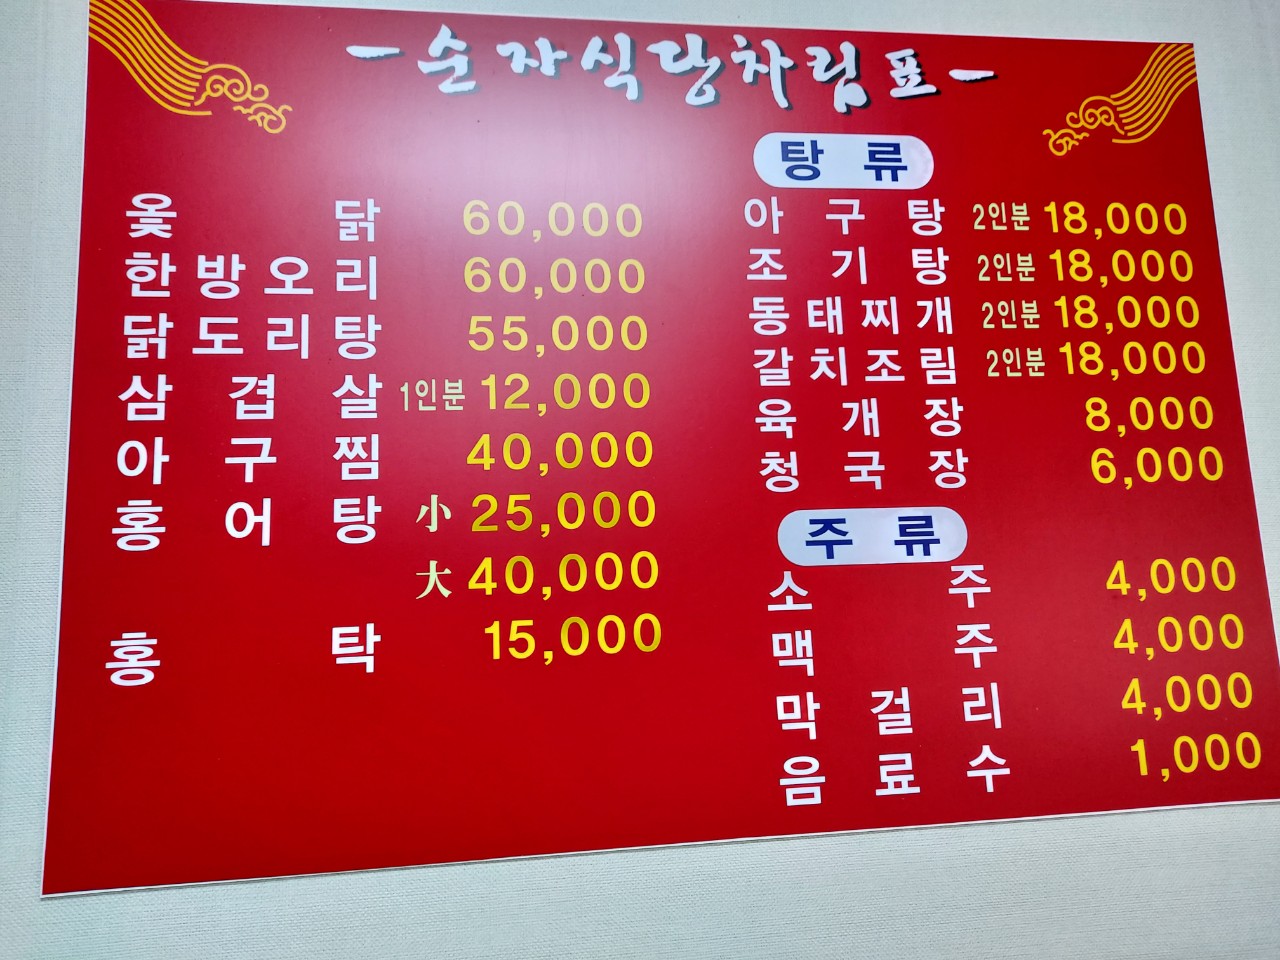 -순자식당차림표-
옻닭 60,000
한방오리 60,000
닭도리탕 55,000
삼겹살 1인분 12,000
아구찜 40,000
홍어탕 小 25,000
大 40,000
홍탁 15,000
탕류
아구탕 2인분 18,000
조기탕 2인분 18,000
동태찌개 2인분 18,000
갈치조림 2인분 18,000
육개장 8,000
청국장 6,000
주류
소주 4,000
맥주 4,000
막걸리 4,000
음료수 1,000